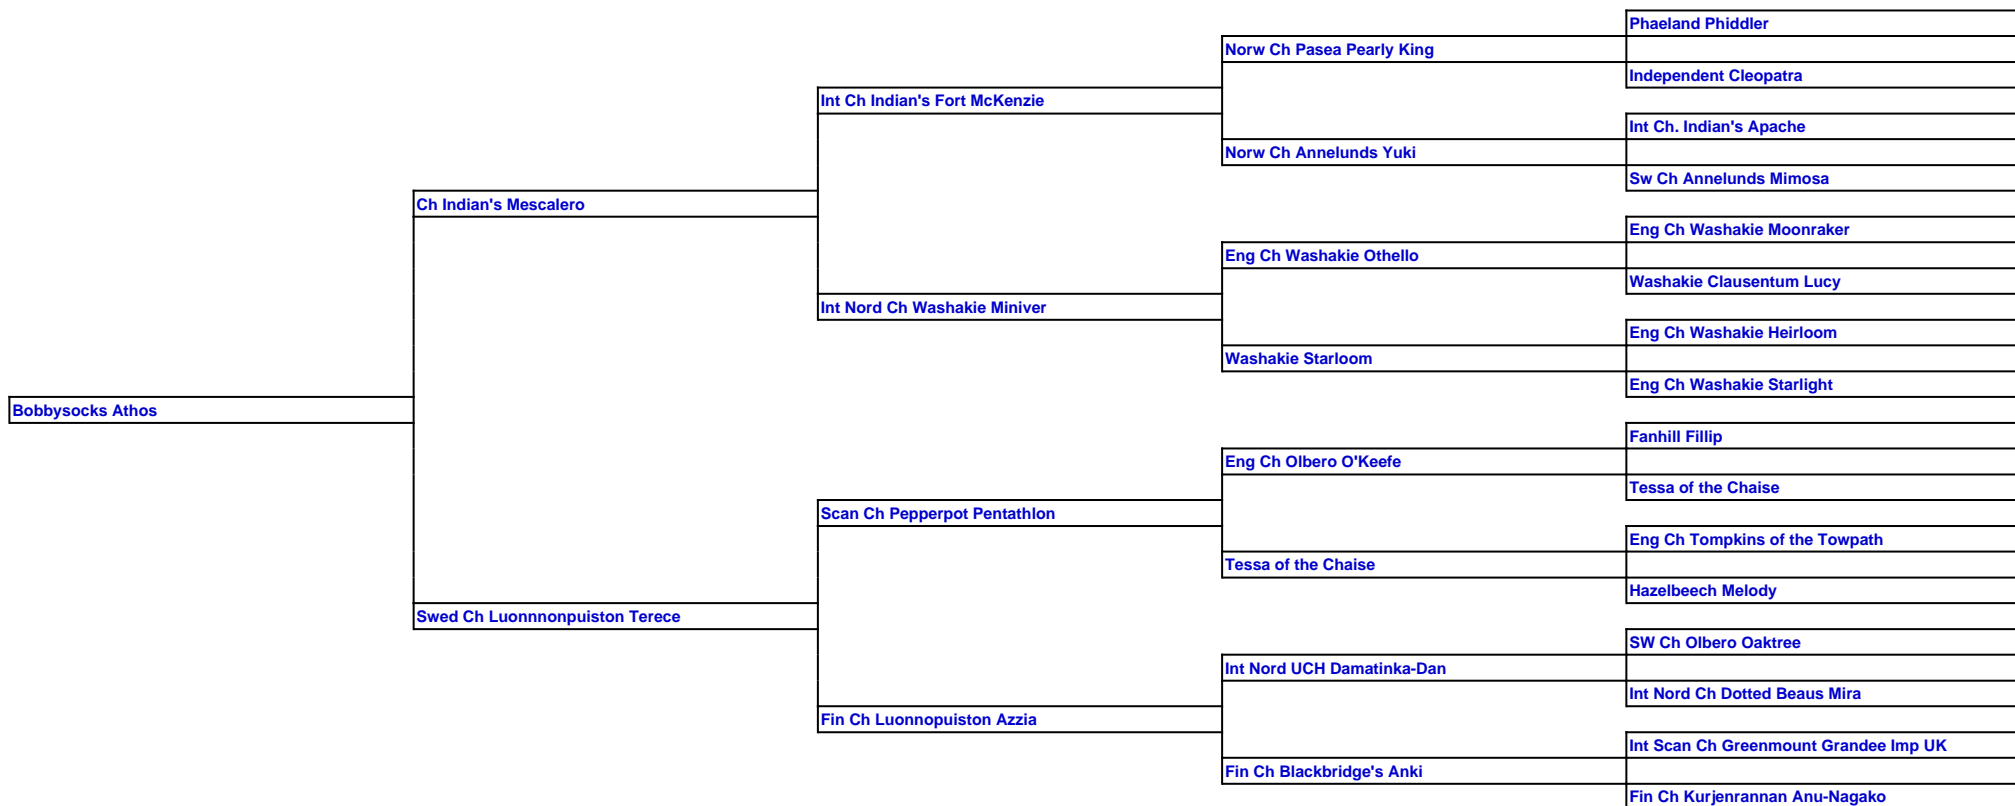 Phaeland Phiddler
Norw Ch Pasea Pearly King
Independent Cleopatra
Int Ch Indian's Fort McKenzie
Int Ch. Indian's Apache
Norw Ch Annelunds Yuki
Sw Ch Annelunds Mimosa
Ch Indian's Mescalero
Eng Ch Washakie Moonraker
Eng Ch Washakie Othello
Washakie Clausentum Lucy
Int Nord Ch Washakie Miniver
Eng Ch Washakie Heirloom
Washakie Starloom
Eng Ch Washakie Starlight
Bobbysocks Athos
Fanhill Fillip
Eng Ch Olbero O'Keefe
Tessa of the Chaise
Scan Ch Pepperpot Pentathlon
Eng Ch Tompkins of the Towpath
Tessa of the Chaise
Hazelbeech Melody
Swed Ch Luonnnonpuiston Terece
SW Ch Olbero Oaktree
Int Nord UCH Damatinka-Dan
Int Nord Ch Dotted Beaus Mira
Fin Ch Luonnopuiston Azzia
Int Scan Ch Greenmount Grandee Imp UK
Fin Ch Blackbridge's Anki
Fin Ch Kurjenrannan Anu-Nagako